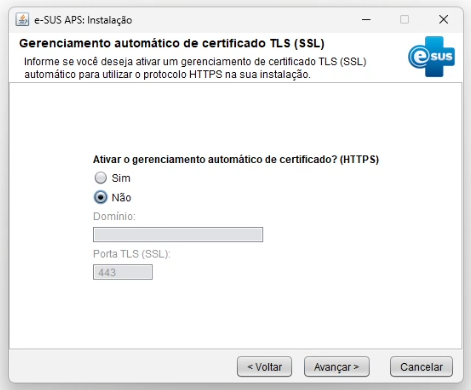 e-SUS APS: Instalação
Gerenciamento automático de certificado TLS (SSL)
Informe se você deseja ativar um gerenciamento de certificado TLS (SSL)
automático para utilizar o protocolo HTTPS na sua instalação.
esus
Ativar o gerenciamento automático de certificado? (HTTPS)
Sim
Não
Domínio:
Porta TLS (SSL):
443
< Voltar
Avançar >
Cancelar